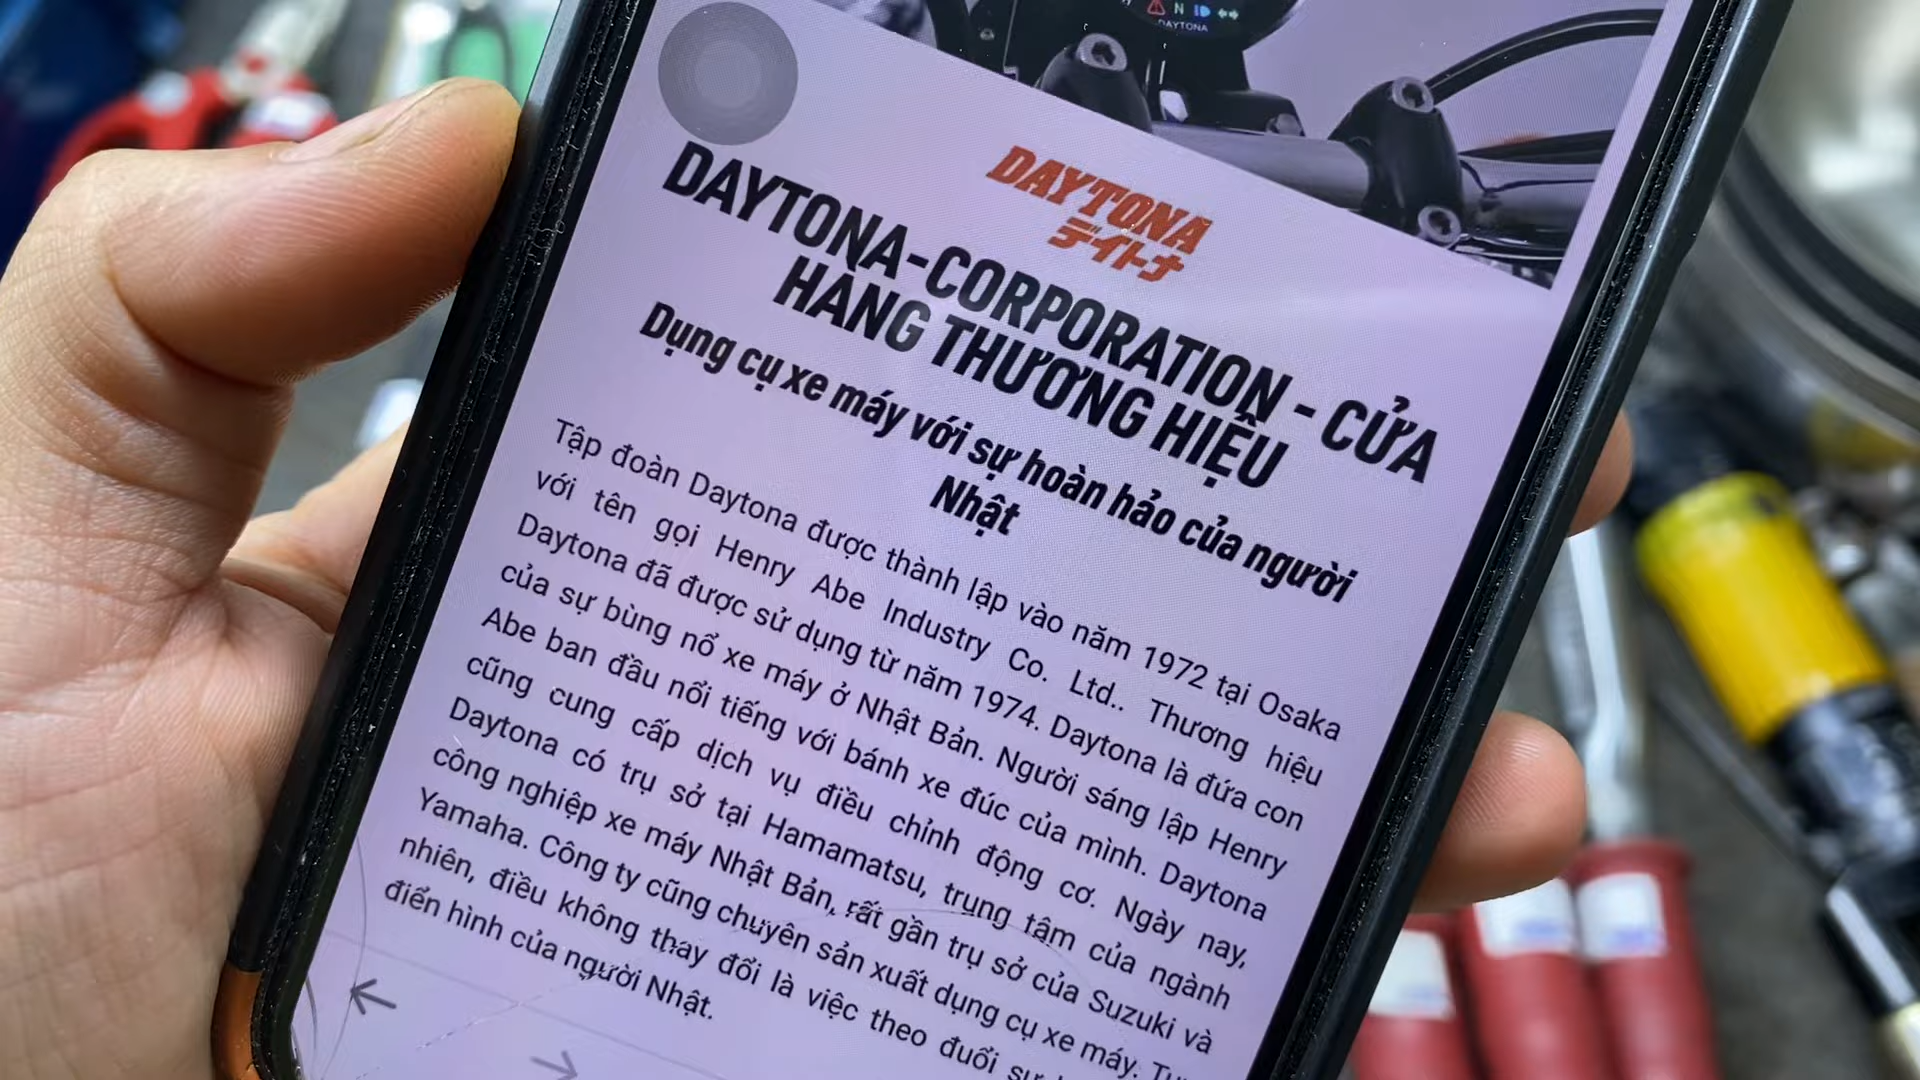 N
DAYTONA
DAYTONA
デイトナ
DAYTONA-CORPORATION - CỬA
HÀNG THƯƠNG HIỆU
Dụng cụ xe máy với sự hoàn hảo của người
Nhật
Tập đoàn Daytona được thành lập vào năm 1972 tại Osaka
với tên gọi Henry Abe Industry Co. Ltd.. Thương hiệu
Daytona đã được sử dụng từ năm 1974. Daytona là đứa con
của sự bùng nổ xe máy ở Nhật Bản. Người sáng lập Henry
Abe ban đầu nổi tiếng với bánh xe đúc của mình. Daytona
cũng cung cấp dịch vụ điều chỉnh động cơ. Ngày nay,
Daytona có trụ sở tại Hamamatsu, trung tâm của ngành
công nghiệp xe máy Nhật Bản, rất gần trụ sở của Suzuki và
Yamaha. Công ty cũng chuyên sản xuất dụng cụ xe máy.
nhiên, điều không thay đổi là việc theo đuổi
điển hình của người Nhật.